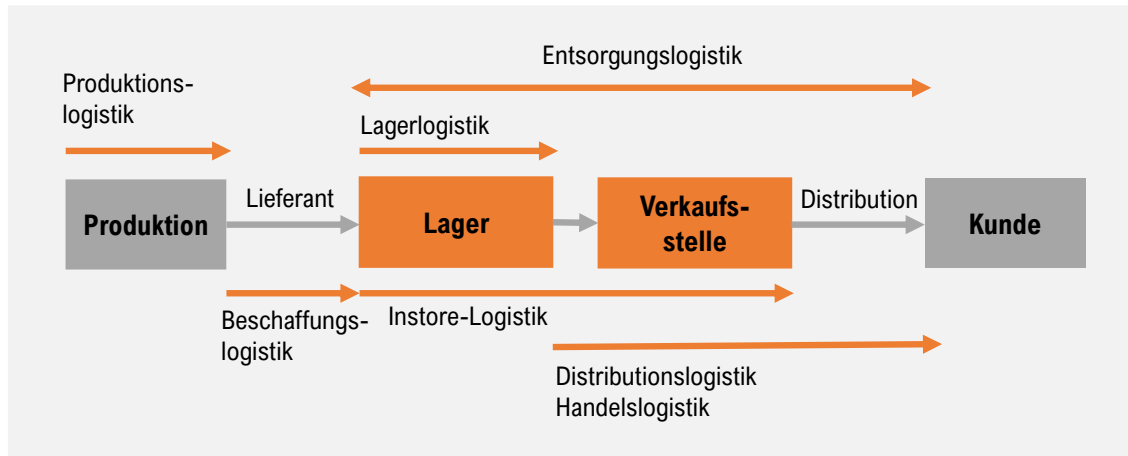 Entsorgungslogistik
Produktions-
logistik
Lagerlogistik
Produktion
Lieferant
Lager
Verkaufs-
stelle
Distribution
Kunde
Beschaffungs-
logistik
Instore-Logistik
Distributionslogistik
Handelslogistik